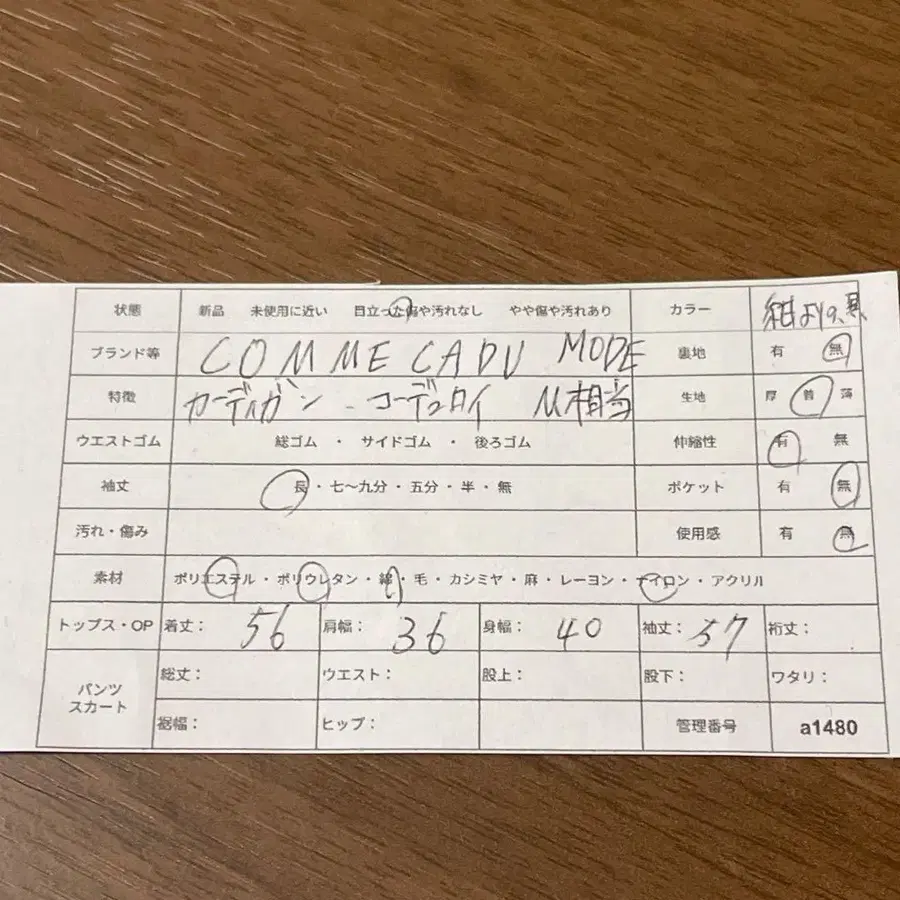 状態 新品 未使用に近い 目立った傷や汚れなし やや傷や汚れあり カラー 紺よりの黒
ブランド等 COMME CADU MODE 裏地 有 無
特徴 カーディガン コーデュロイ M相当 生地 厚 普 薄
ウエストゴム 総ゴム ・ サイドゴム ・ 後ろゴム 伸縮性 有 無
袖丈 長・七〜九分・五分・半・無 ポケット 有 無
汚れ・傷み 使用感 有 無
素材 ポリエステル・ポリウレタン・綿・毛・カシミヤ・麻・レーヨン・ナイロン・アクリル
トップス・OP 着丈: 56 肩幅: 36 身幅: 40 袖丈: 57 裄丈:
パンツ スカート 総丈: ウエスト: 股上: 股下: ワタリ:
裾幅: ヒップ: 管理番号 a1480